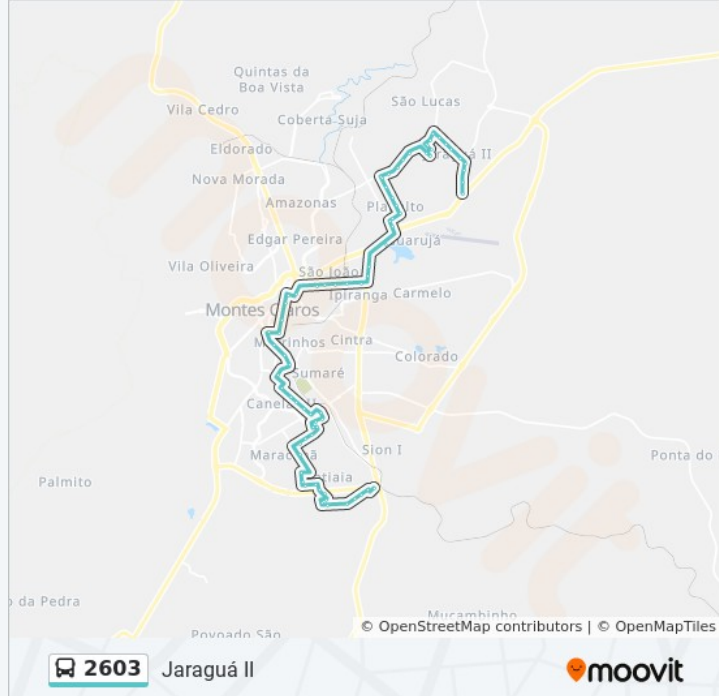 Quintas da
Boa Vista
São Lucas
Vila Cedro
Coberta Suja
Eldorado
Nova Morada
Amazonas
Edgar Pereira
Vila Oliveira
São João
Ipiranga
Carmelo
Montes Claros
Cintra
Colorado
Sumaré
Sion I
Ponta do
Palmito
o da Pedra
Mucambinho
Povoado São
© OpenStreetMap contributors | © OpenMapTiles
2603
Jaraguá II
moovit